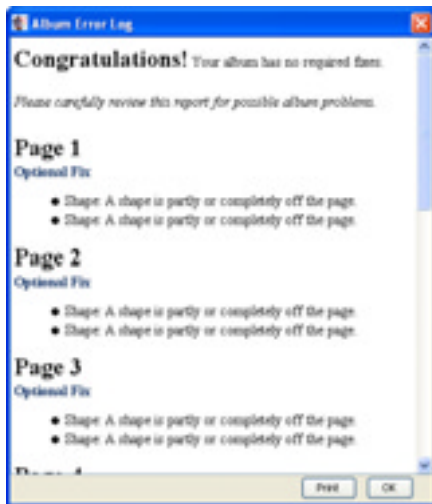 Album Error Log
Congratulations! Your album has no required fixes.
Please carefully review this report for possible album problems.
Page 1
Optional Fix
• Shape: A shape is partly or completely off the page.
• Shape: A shape is partly or completely off the page.
Page 2
Optional Fix
• Shape: A shape is partly or completely off the page.
• Shape: A shape is partly or completely off the page.
Page 3
Optional Fix
• Shape: A shape is partly or completely off the page.
• Shape: A shape is partly or completely off the page.
Page 4
Print OK